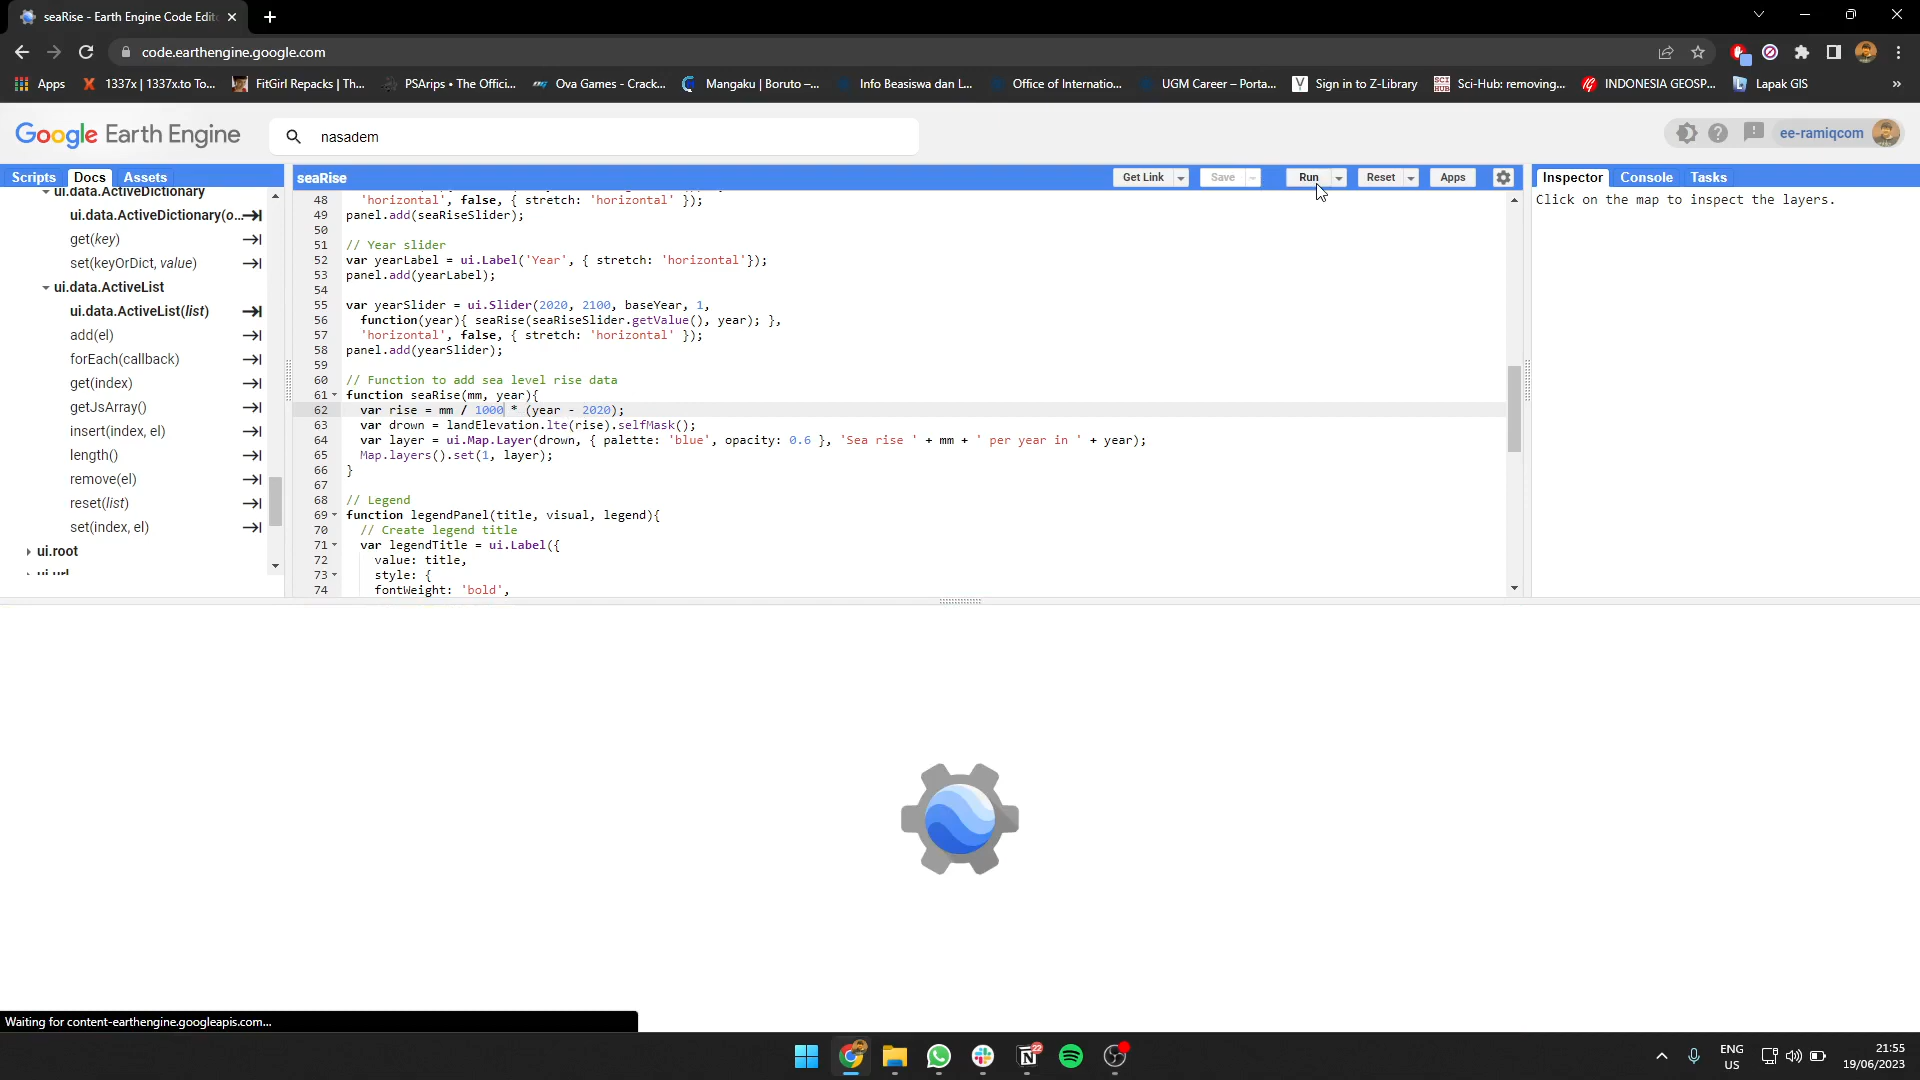 seaRise - Earth Engine Code Edit
code.earthengine.google.com
Apps
1337x | 1337x.to To...
FitGirl Repacks | Th...
PSArips • The Offici...
Ova Games - Crack...
Mangaku | Boruto –...
Info Beasiswa dan L...
Office of Internatio...
UGM Career – Porta...
Sign in to Z-Library
Sci-Hub: removing...
INDONESIA GEOSP...
Lapak GIS
»
Google Earth Engine
nasadem
ee-ramiqcom
Scripts Docs Assets
seaRise
Get Link
Save
Run
Reset
Apps
Inspector Console Tasks
Click on the map to inspect the layers.
ui.data.ActiveDictionary
ui.data.ActiveDictionary(o...
get(key)
set(keyOrDict, value)
ui.data.ActiveList
ui.data.ActiveList(list)
add(el)
forEach(callback)
get(index)
getJsArray()
insert(index, el)
length()
remove(el)
reset(list)
set(index, el)
ui.root
ui.url
48 'horizontal', false, { stretch: 'horizontal' });
49 panel.add(seaRiseSlider);
50
51 // Year slider
52 var yearLabel = ui.Label('Year', { stretch: 'horizontal'});
53 panel.add(yearLabel);
54
55 var yearSlider = ui.Slider(2020, 2100, baseYear, 1,
56 function(year){ seaRise(seaRiseSlider.getValue(), year); },
57 'horizontal', false, { stretch: 'horizontal' });
58 panel.add(yearSlider);
59
60 // Function to add sea level rise data
61 function seaRise(mm, year){
62 var rise = mm / 1000 * (year - 2020);
63 var drown = landElevation.lte(rise).selfMask();
64 var layer = ui.Map.Layer(drown, { palette: 'blue', opacity: 0.6 }, 'Sea rise ' + mm + ' per year in ' + year);
65 Map.layers().set(1, layer);
66 }
67
68 // Legend
69 function legendPanel(title, visual, legend){
70 // Create legend title
71 var legendTitle = ui.Label({
72 value: title,
73 style: {
74 fontWeight: 'bold',
Waiting for content-earthengine.googleapis.com...
22
ENG
US
21:55
19/06/2023